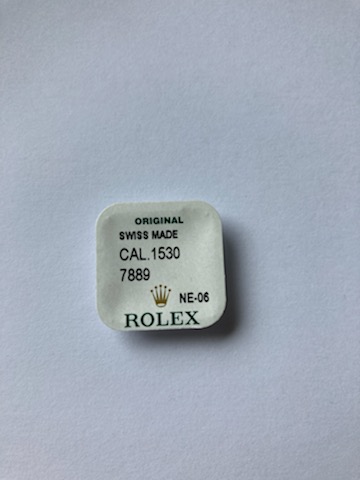 ORIGINAL
SWISS MADE
CAL.1530
7889
NE-06
ROLEX